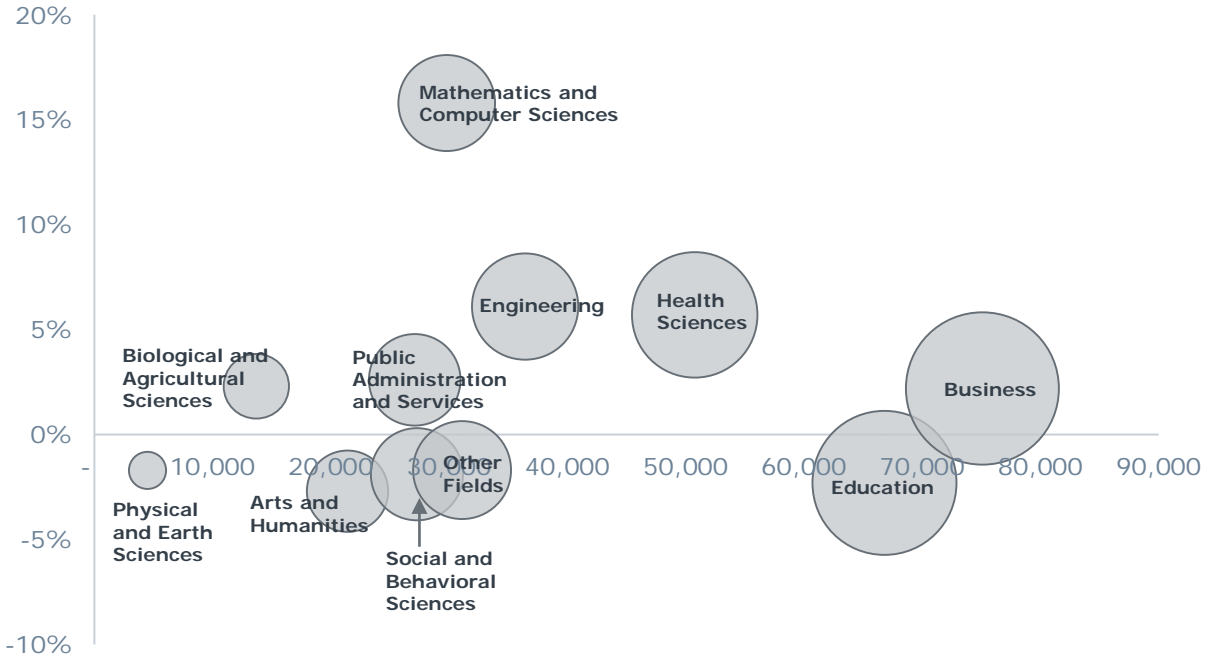 20%
Mathematics and
Computer Sciences
15%
10%
5%
Engineering
Health
Sciences
Biological and
Agricultural
Sciences
Public
Administration
and Services
Business
0%
-
10,000
20,000
30,000
40,000
50,000
60,000
70,000
80,000
90,000
Other
Fields
Education
Physical
and Earth
Sciences
Arts and
Humanities
-5%
Social and
Behavioral
Sciences
-10%